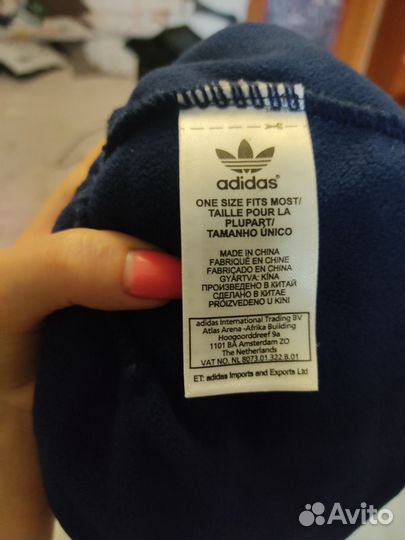 adidas®
ONE SIZE FITS MOST/
TAILLE POUR LA
PLUPART/
TAMANHO ÚNICO
MADE IN CHINA
FABRIQUÉ EN CHINE
FABRICADO EN CHINA
GYÁRTVA: KÍNA
ПРОИЗВЕДЕНО В КИТАЙ
СДЕЛАНО В КИТАЕ
PROIZVEDENO U KINI
adidas International Trading BV
Atlas Arena -Afrika Building
Hoogoorddreef 9a
1101 BA Amsterdam ZO
The Netherlands
VAT NO. NL 8073.01.322.B.01
ET: adidas Imports and Exports Ltd
Avito